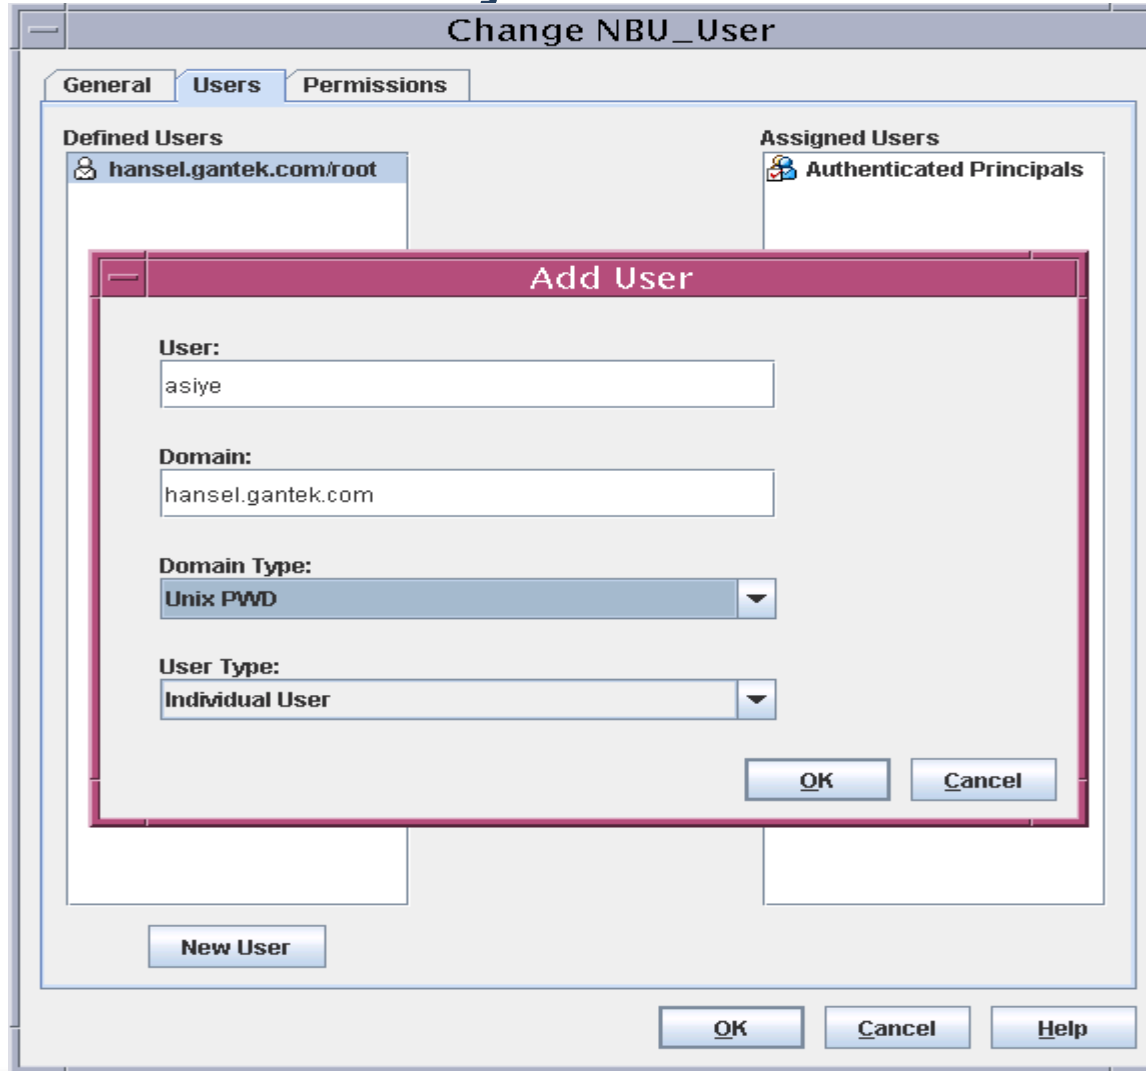 Change NBU_User
General Users Permissions
Defined Users
Assigned Users
hansel.gantek.com/root
Authenticated Principals
Add User
User:
asiye
Domain:
hansel.gantek.com
Domain Type:
Unix PWD
User Type:
Individual User
OK Cancel
New User
OK Cancel Help